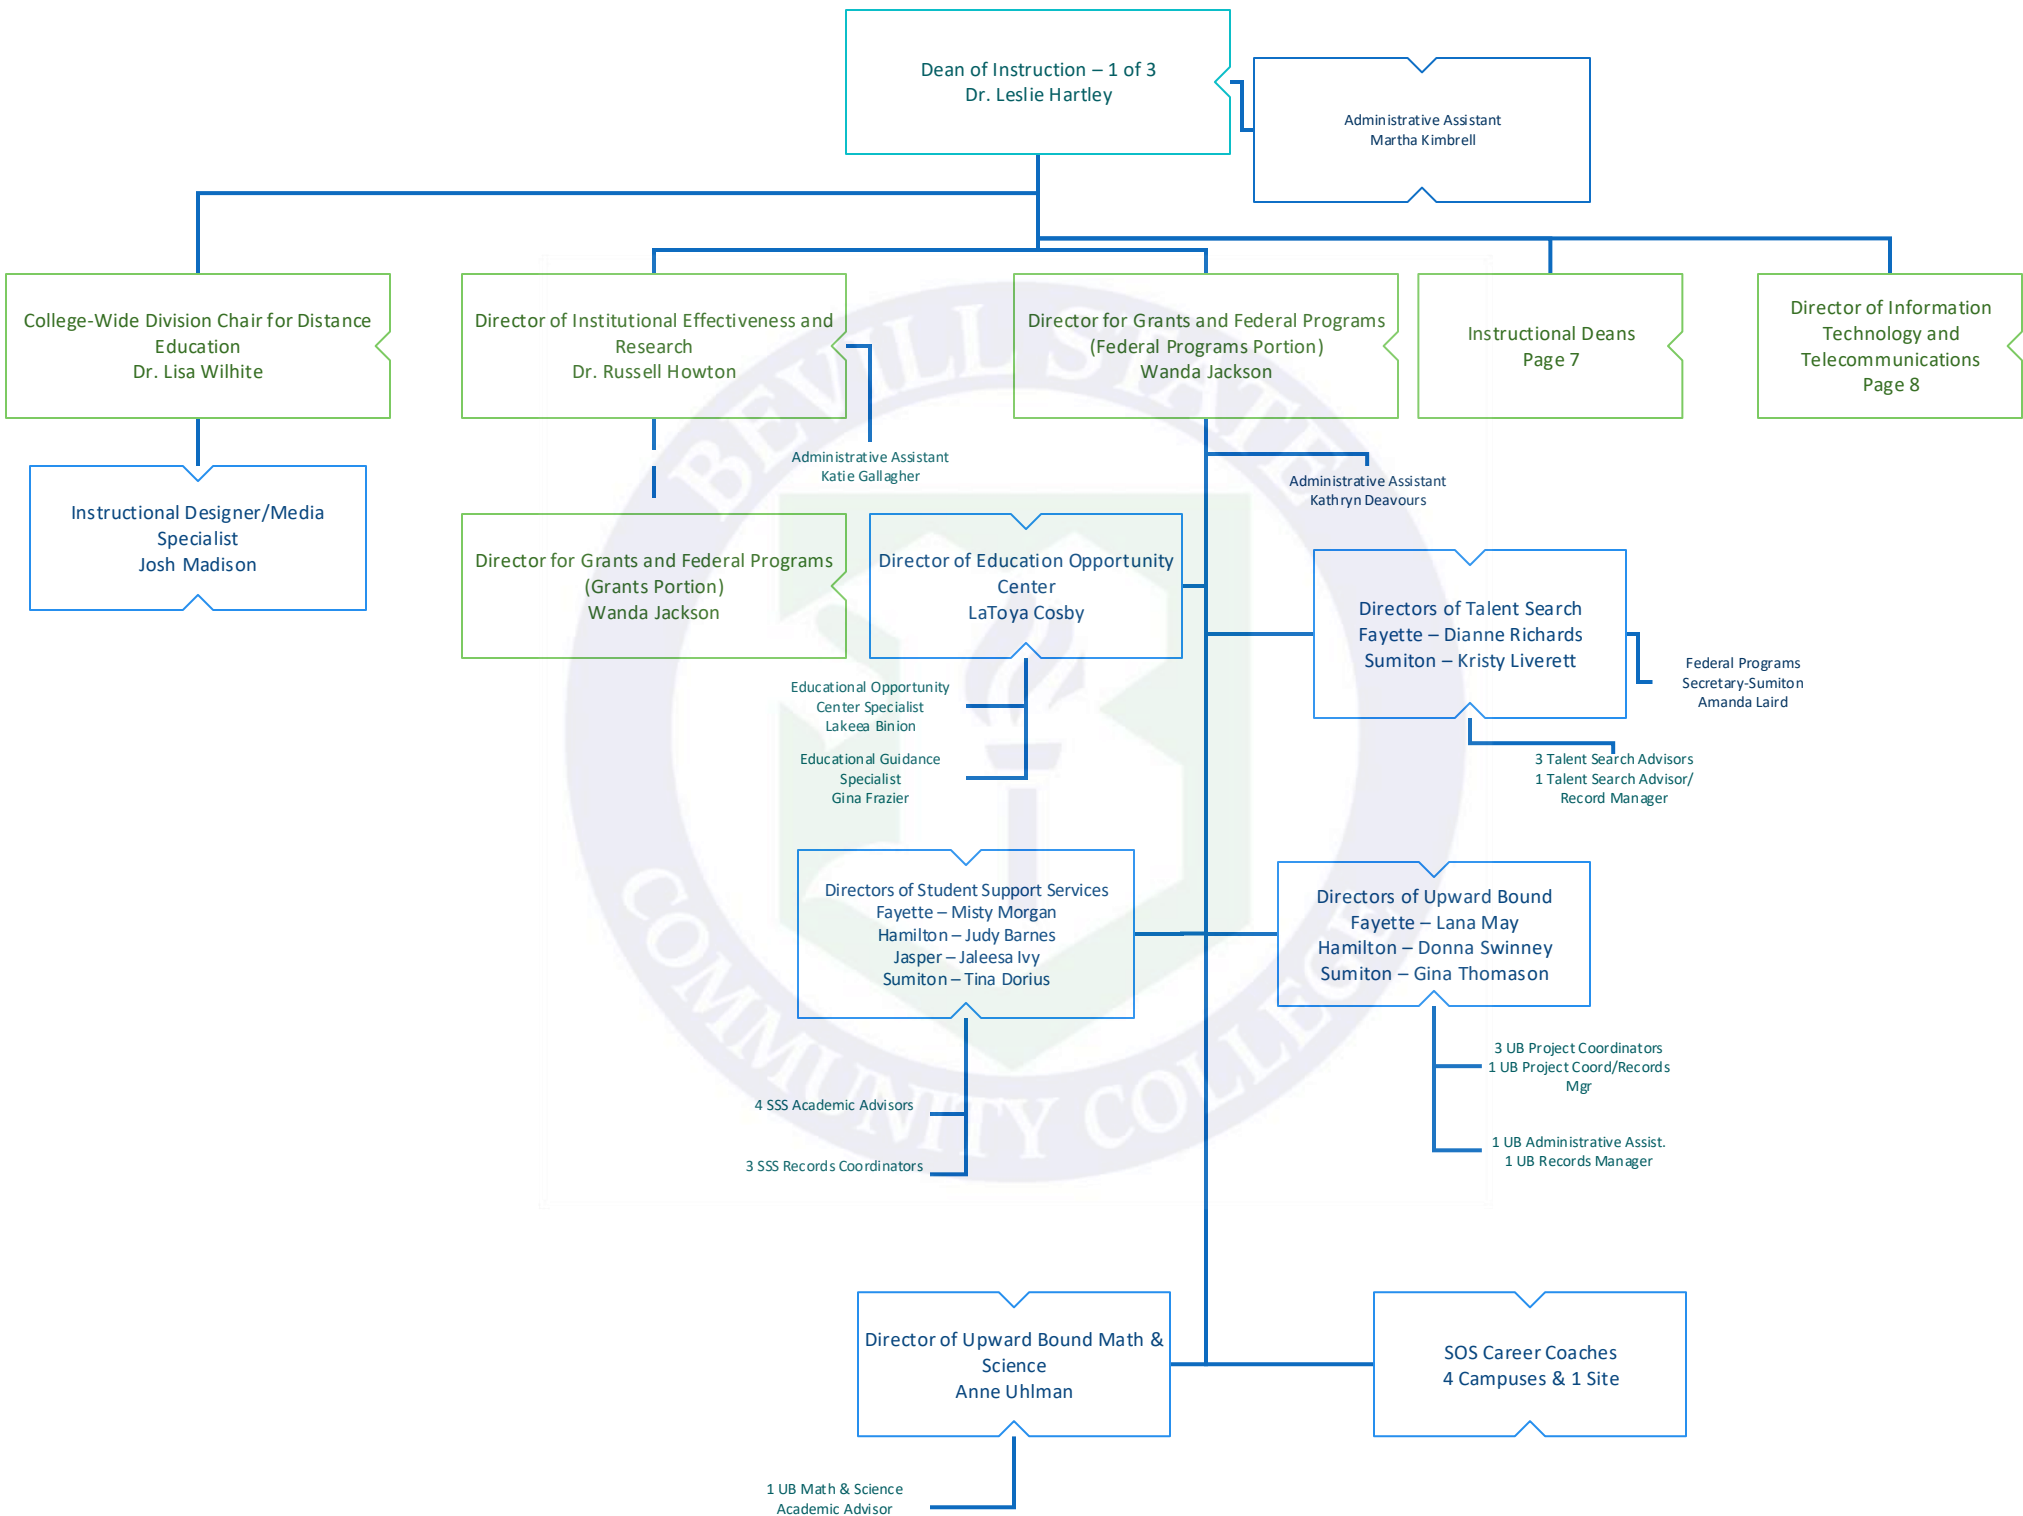 Dean of Instruction – 1 of 3
Dr. Leslie Hartley
Administrative Assistant
Martha Kimbrell
College-Wide Division Chair for Distance
Education
Dr. Lisa Wilhite
Director of Institutional Effectiveness and
Research
Dr. Russell Howton
Director for Grants and Federal Programs
(Federal Programs Portion)
Wanda Jackson
Instructional Deans
Page 7
Director of Information
Technology and
Telecommunications
Page 8
Administrative Assistant
Katie Gallagher
Administrative Assistant
Kathryn Deavours
Instructional Designer/Media
Specialist
Josh Madison
Director for Grants and Federal Programs
(Grants Portion)
Wanda Jackson
Director of Education Opportunity
Center
LaToya Cosby
Directors of Talent Search
Fayette – Dianne Richards
Sumiton – Kristy Liverett
Federal Programs
Secretary-Sumiton
Amanda Laird
Educational Opportunity
Center Specialist
Lakeea Binion
Educational Guidance
Specialist
Gina Frazier
3 Talent Search Advisors
1 Talent Search Advisor/
Record Manager
Directors of Student Support Services
Fayette – Misty Morgan
Hamilton – Judy Barnes
Jasper – Jaleesa Ivy
Sumiton – Tina Dorius
Directors of Upward Bound
Fayette – Lana May
Hamilton – Donna Swinney
Sumiton – Gina Thomason
3 UB Project Coordinators
1 UB Project Coord/Records
Mgr
4 SSS Academic Advisors
1 UB Administrative Assist.
1 UB Records Manager
3 SSS Records Coordinators
Director of Upward Bound Math &
Science
Anne Uhlman
SOS Career Coaches
4 Campuses & 1 Site
1 UB Math & Science
Academic Advisor
BEVILL STATE
COMMUNITY COLLEGE